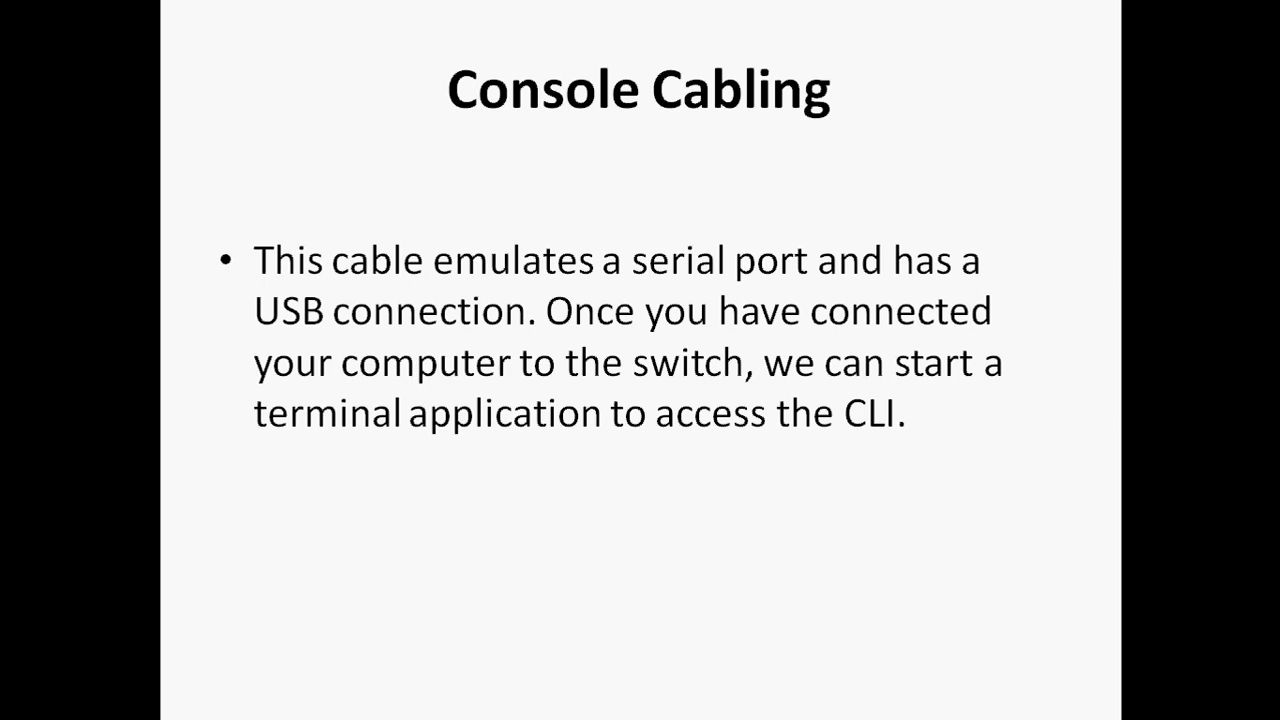 Console Cabling
• This cable emulates a serial port and has a
USB connection. Once you have connected
your computer to the switch, we can start a
terminal application to access the CLI.